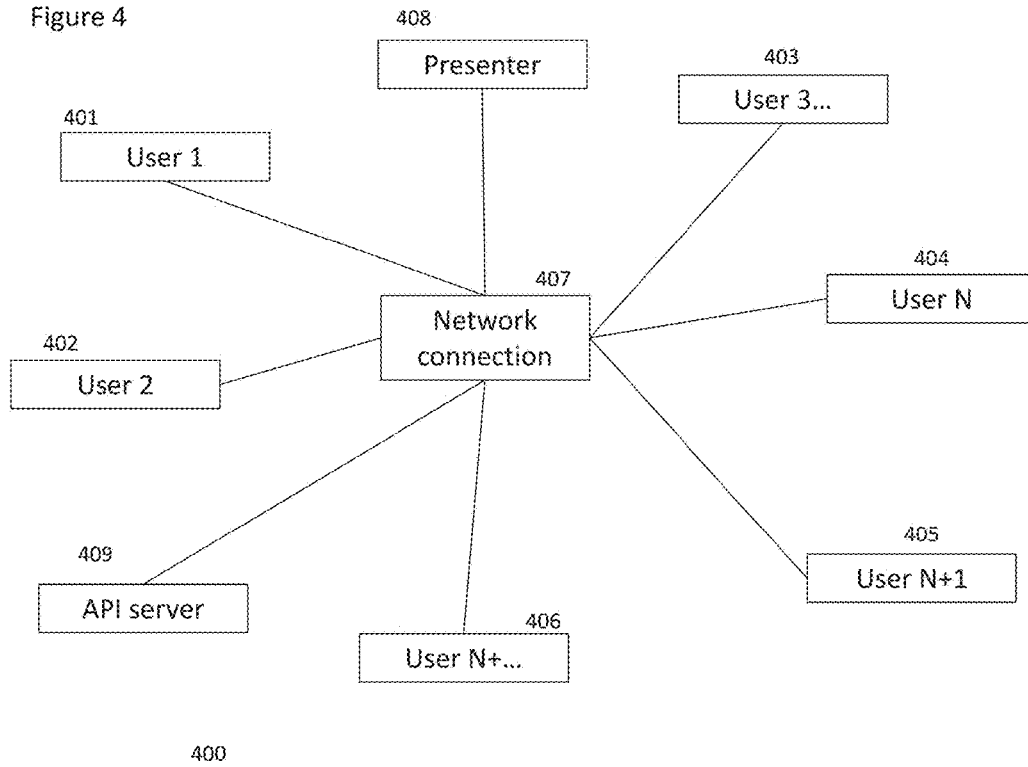 Figure 4
408
Presenter
403
User 3...
401
User 1
404
User N
407
Network
connection
402
User 2
405
User N+1
409
API server
406
User N+...
400